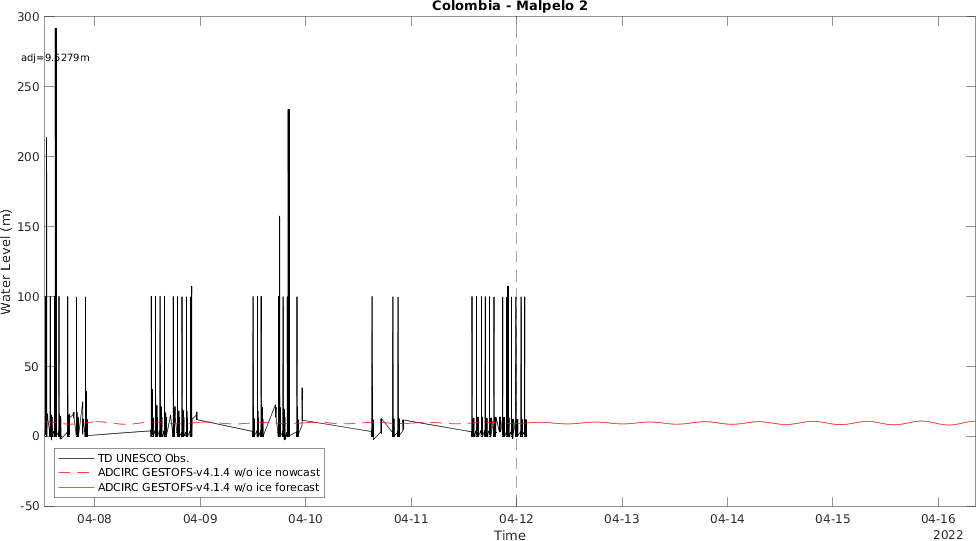 Colombia - Malpelo 2
300
adj=9.5279m
250
200
150
100
50
0
-50
Water Level (m)
TD UNESCO Obs.
ADCIRC GESTOFS-v4.1.4 w/o ice nowcast
ADCIRC GESTOFS-v4.1.4 w/o ice forecast
04-08 04-09 04-10 04-11 04-12 04-13 04-14 04-15 04-16
Time
2022